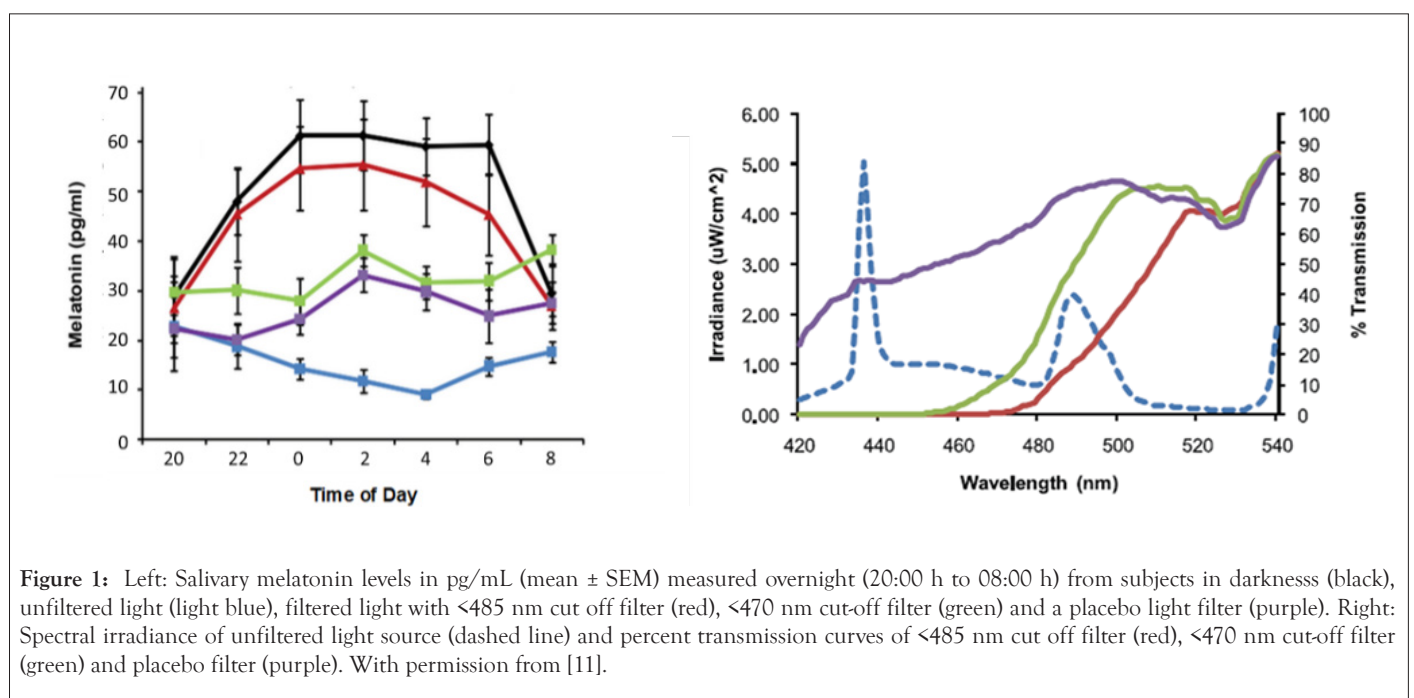 70
60
50
40
30
20
10
0
Melatonin (pg/ml)
20 22 0 2 4 6 8
Time of Day
6.00
5.00
4.00
3.00
2.00
1.00
0.00
Irradiance (uW/cm^2)
100
90
80
70
60
50
40
30
20
10
0
% Transmission
420 440 460 480 500 520 540
Wavelength (nm)
Figure 1: Left: Salivary melatonin levels in pg/mL (mean ± SEM) measured overnight (20:00 h to 08:00 h) from subjects in darknesss (black),
unfiltered light (light blue), filtered light with <485 nm cut off filter (red), <470 nm cut-off filter (green) and a placebo light filter (purple). Right:
Spectral irradiance of unfiltered light source (dashed line) and percent transmission curves of <485 nm cut off filter (red), <470 nm cut-off filter
(green) and placebo filter (purple). With permission from [11].